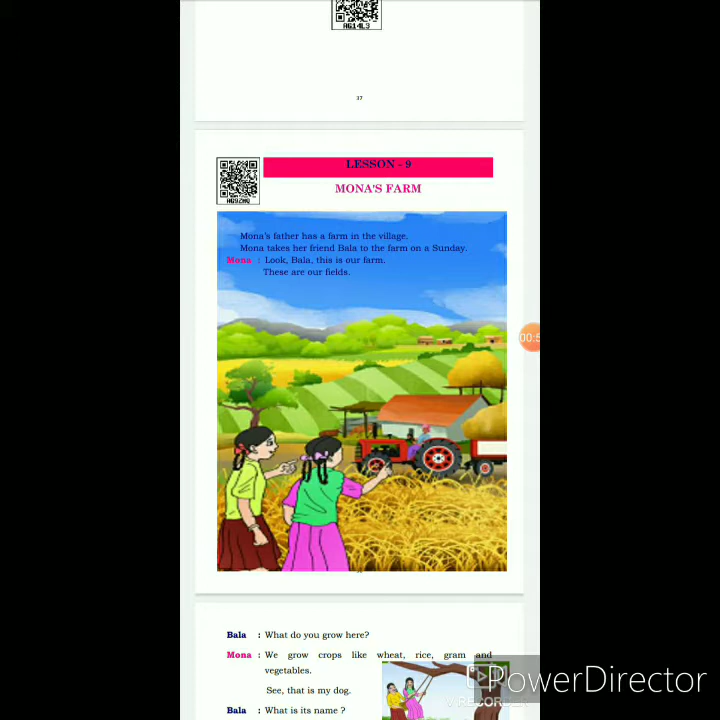 AG14L3
37
LESSON - 9
AG9ZHQ
MONA'S FARM
Mona's father has a farm in the village.
Mona takes her friend Bala to the farm on a Sunday.
Mona : Look, Bala, this is our farm.
These are our fields.
Bala : What do you grow here?
Mona : We grow crops like wheat, rice, gram and
vegetables.
See, that is my dog.
Bala : What is its name ?
PowerDirector